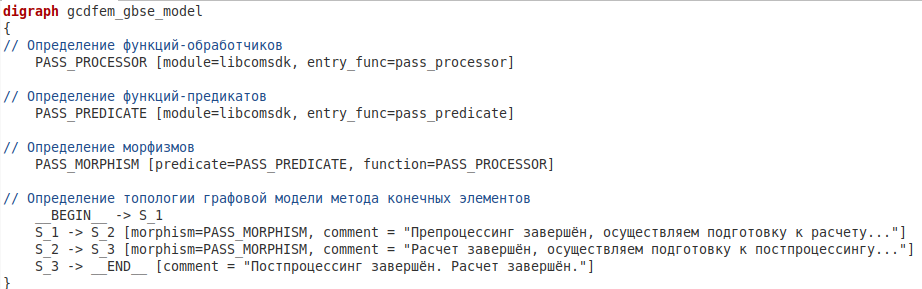 digraph gcdfem_gbse_model
{
// Определение функций-обработчиков
    PASS_PROCESSOR [module=libcomsdk, entry_func=pass_processor]

// Определение функций-предикатов
    PASS_PREDICATE [module=libcomsdk, entry_func=pass_predicate]

// Определение морфизмов
    PASS_MORPHISM [predicate=PASS_PREDICATE, function=PASS_PROCESSOR]

// Определение топологии графовой модели метода конечных элементов
    __BEGIN__ -> S_1
    S_1 -> S_2 [morphism=PASS_MORPHISM, comment = "Препроцессинг завершён, осуществляем подготовку к расчету..."]
    S_2 -> S_3 [morphism=PASS_MORPHISM, comment = "Расчет завершён, осуществляем подготовку к постпроцессингу..."]
    S_3 -> __END__ [comment = "Постпроцессинг завершён. Расчет завершён."]
}